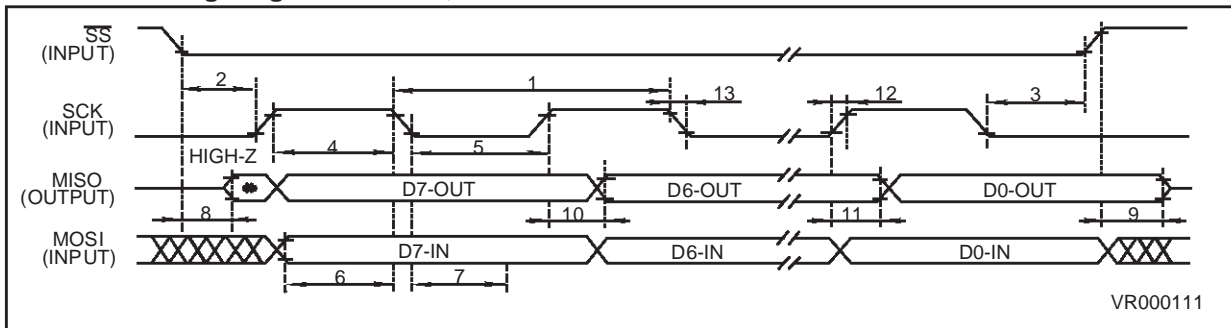 SS
(INPUT)
2
1
13
12
3
SCK
(INPUT)
4
5
HIGH-Z
MISO
(OUTPUT)
D7-OUT
D6-OUT
D0-OUT
8
10
11
9
MOSI
(INPUT)
D7-IN
D6-IN
D0-IN
6
7
VR000111